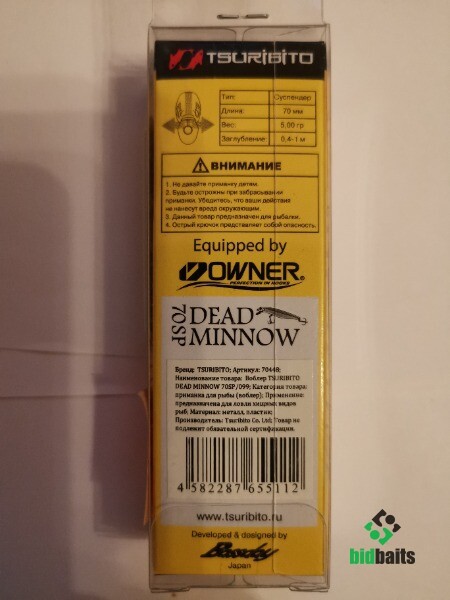 TSURIBITO
Тип: Суспендер
Длина: 70 мм
Вес: 5.00 гр
Заглубление: 0,4-1 м
ВНИМАНИЕ
1. Не давайте приманку детям.
2. Будьте острожны при забрасывании
приманки. Убедитесь, что ваши действия
не нанесут вреда окружающим.
3. Данный товар предназначен для рыбалки.
4. Острый крючок представляет собой опасность.
Equipped by
OWNER®
PERFECTION IN HOOKS
70SP
DEAD
MINNOW
Бренд: TSURIBITO; Артикул: 70448;
Наименование товара: Воблер TSURIBITO
DEAD MINNOW 70SP/099; Категория товара:
приманка для рыбы (воблер); Применение:
предназначена для ловли хищных видов
рыб; Материал: металл, пластик;
Производитель: Tsuribito Co. Ltd; Товар не
подлежит обязательной сертификации.
4 582287 655112
www.tsuribito.ru
Developed & designed by
Bassday
Japan
bidbaits